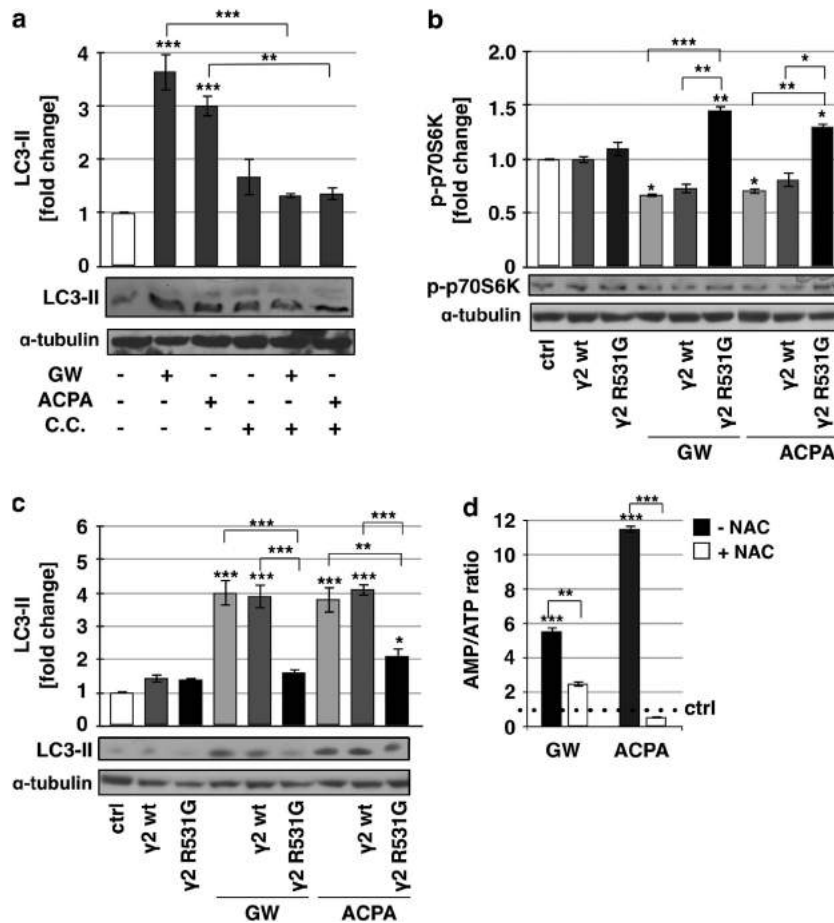 a
***
***
**
***
4
3
2
1
0
LC3-II
[fold change]
LC3-II
α-tubulin
GW - + - - + -
ACPA - - + - - +
C.C. - - - + + +
b
***
*
**
**
**
*
*
*
2.0
1.5
1.0
0.5
0
p-p70S6K
[fold change]
p-p70S6K
α-tubulin
ctrl
γ2 wt
γ2 R531G
γ2 wt
γ2 R531G
γ2 wt
γ2 R531G
GW
ACPA
c
***
***
***
**
***
***
***
***
*
6
5
4
3
2
1
0
LC3-II
[fold change]
LC3-II
α-tubulin
ctrl
γ2 wt
γ2 R531G
γ2 wt
γ2 R531G
γ2 wt
γ2 R531G
GW
ACPA
d
***
***
**
***
12
10
8
6
4
2
0
AMP/ATP ratio
- NAC
+ NAC
ctrl
GW
ACPA